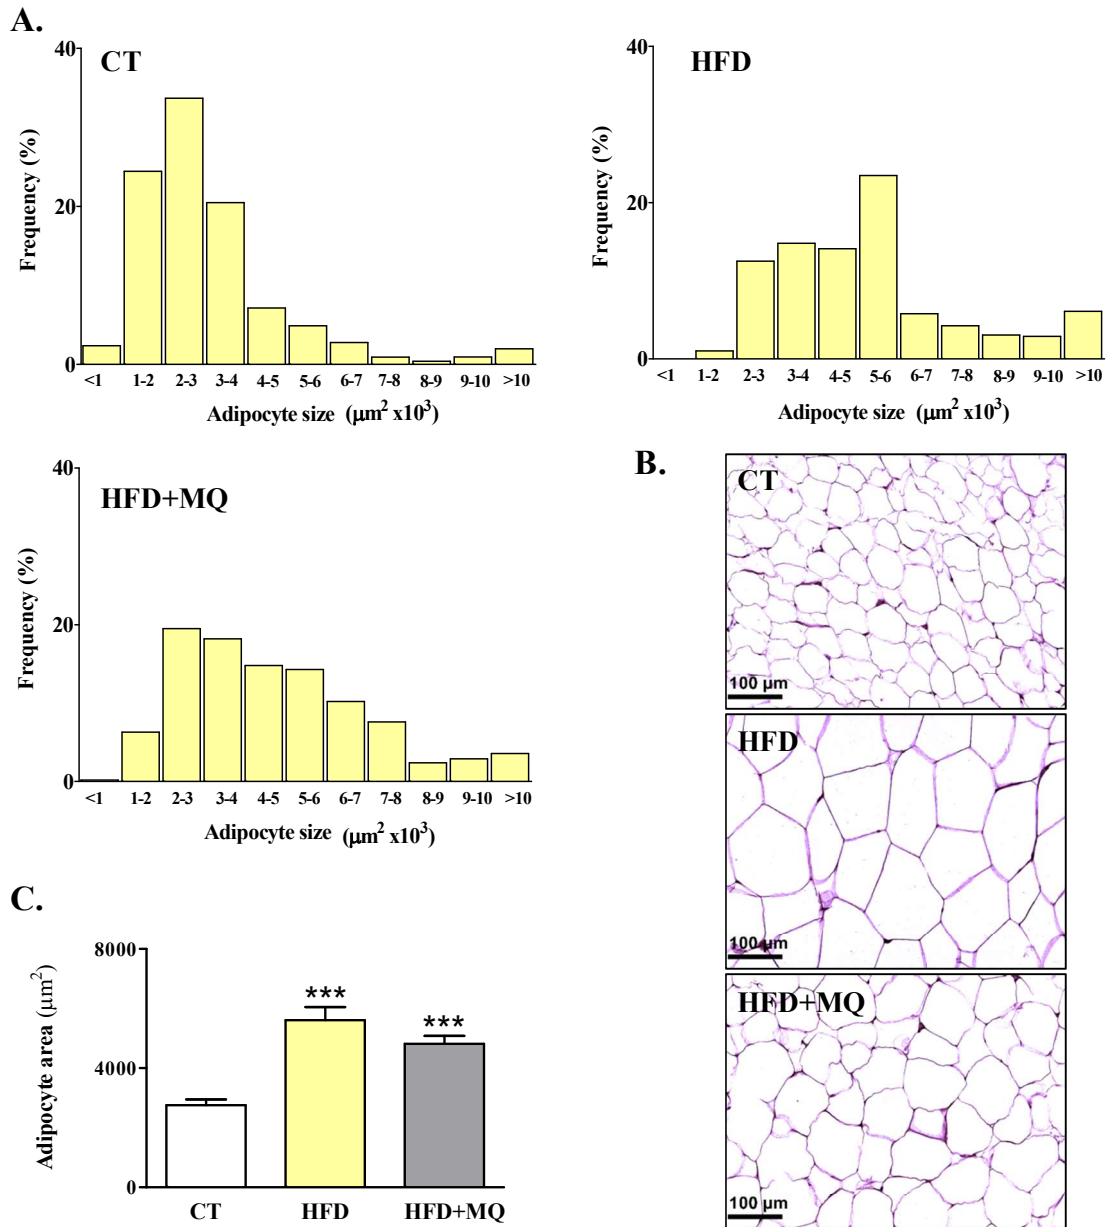 A.
CT
Frequency (%)
40
20
0
<1 1-2 2-3 3-4 4-5 5-6 6-7 7-8 8-9 9-10 >10
Adipocyte size (μm² x10³)
HFD
Frequency (%)
40
20
0
<1 1-2 2-3 3-4 4-5 5-6 6-7 7-8 8-9 9-10 >10
Adipocyte size (μm² x10³)
HFD+MQ
Frequency (%)
40
20
0
<1 1-2 2-3 3-4 4-5 5-6 6-7 7-8 8-9 9-10 >10
Adipocyte size (μm² x10³)
B.
CT
100 μm
HFD
100 μm
HFD+MQ
100 μm
C.
Adipocyte area (μm²)
8000
4000
0
***
***
CT HFD HFD+MQ